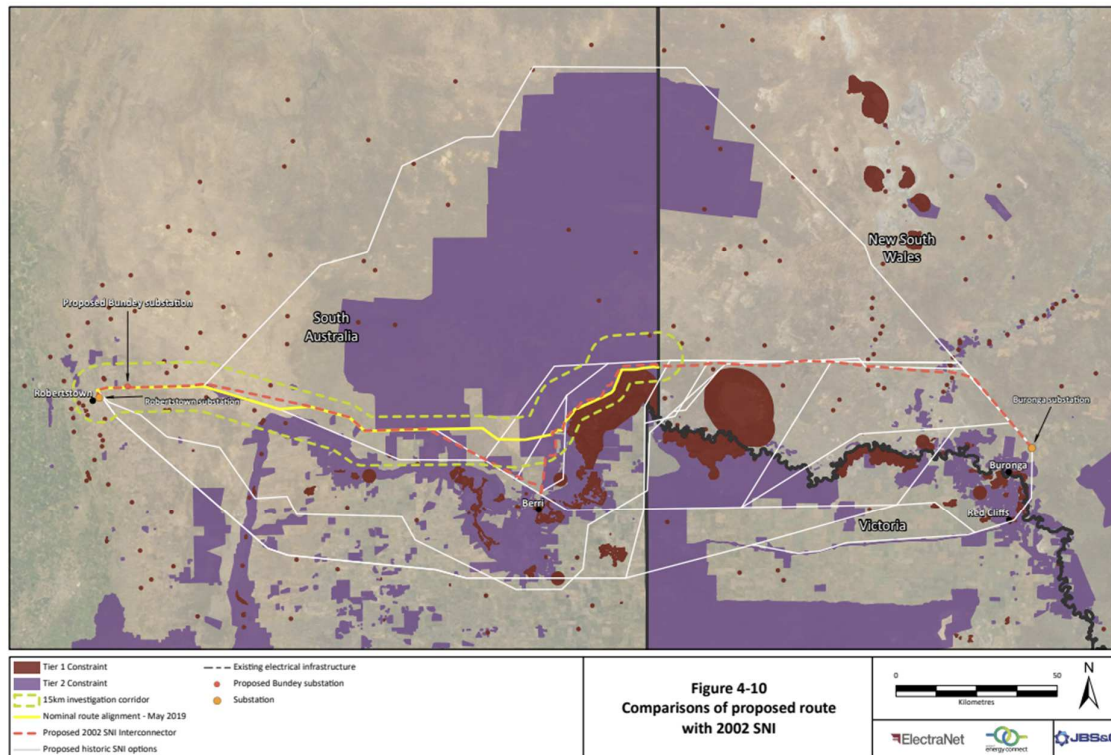 New South
Wales
Proposed Bundey substation
South
Australia
Robertstown
Robertstown substation
Buronga substation
Buronga
Berri
Red Cliffs
Victoria
Tier 1 Constraint
Tier 2 Constraint
15km investigation corridor
Nominal route alignment - May 2019
Proposed 2002 SNI Interconnector
Proposed historic SNI options
Existing electrical infrastructure
Proposed Bundey substation
Substation
Figure 4-10
Comparisons of proposed route
with 2002 SNI
0 50
Kilometres
N
ElectraNet
energy connect
JBS&G